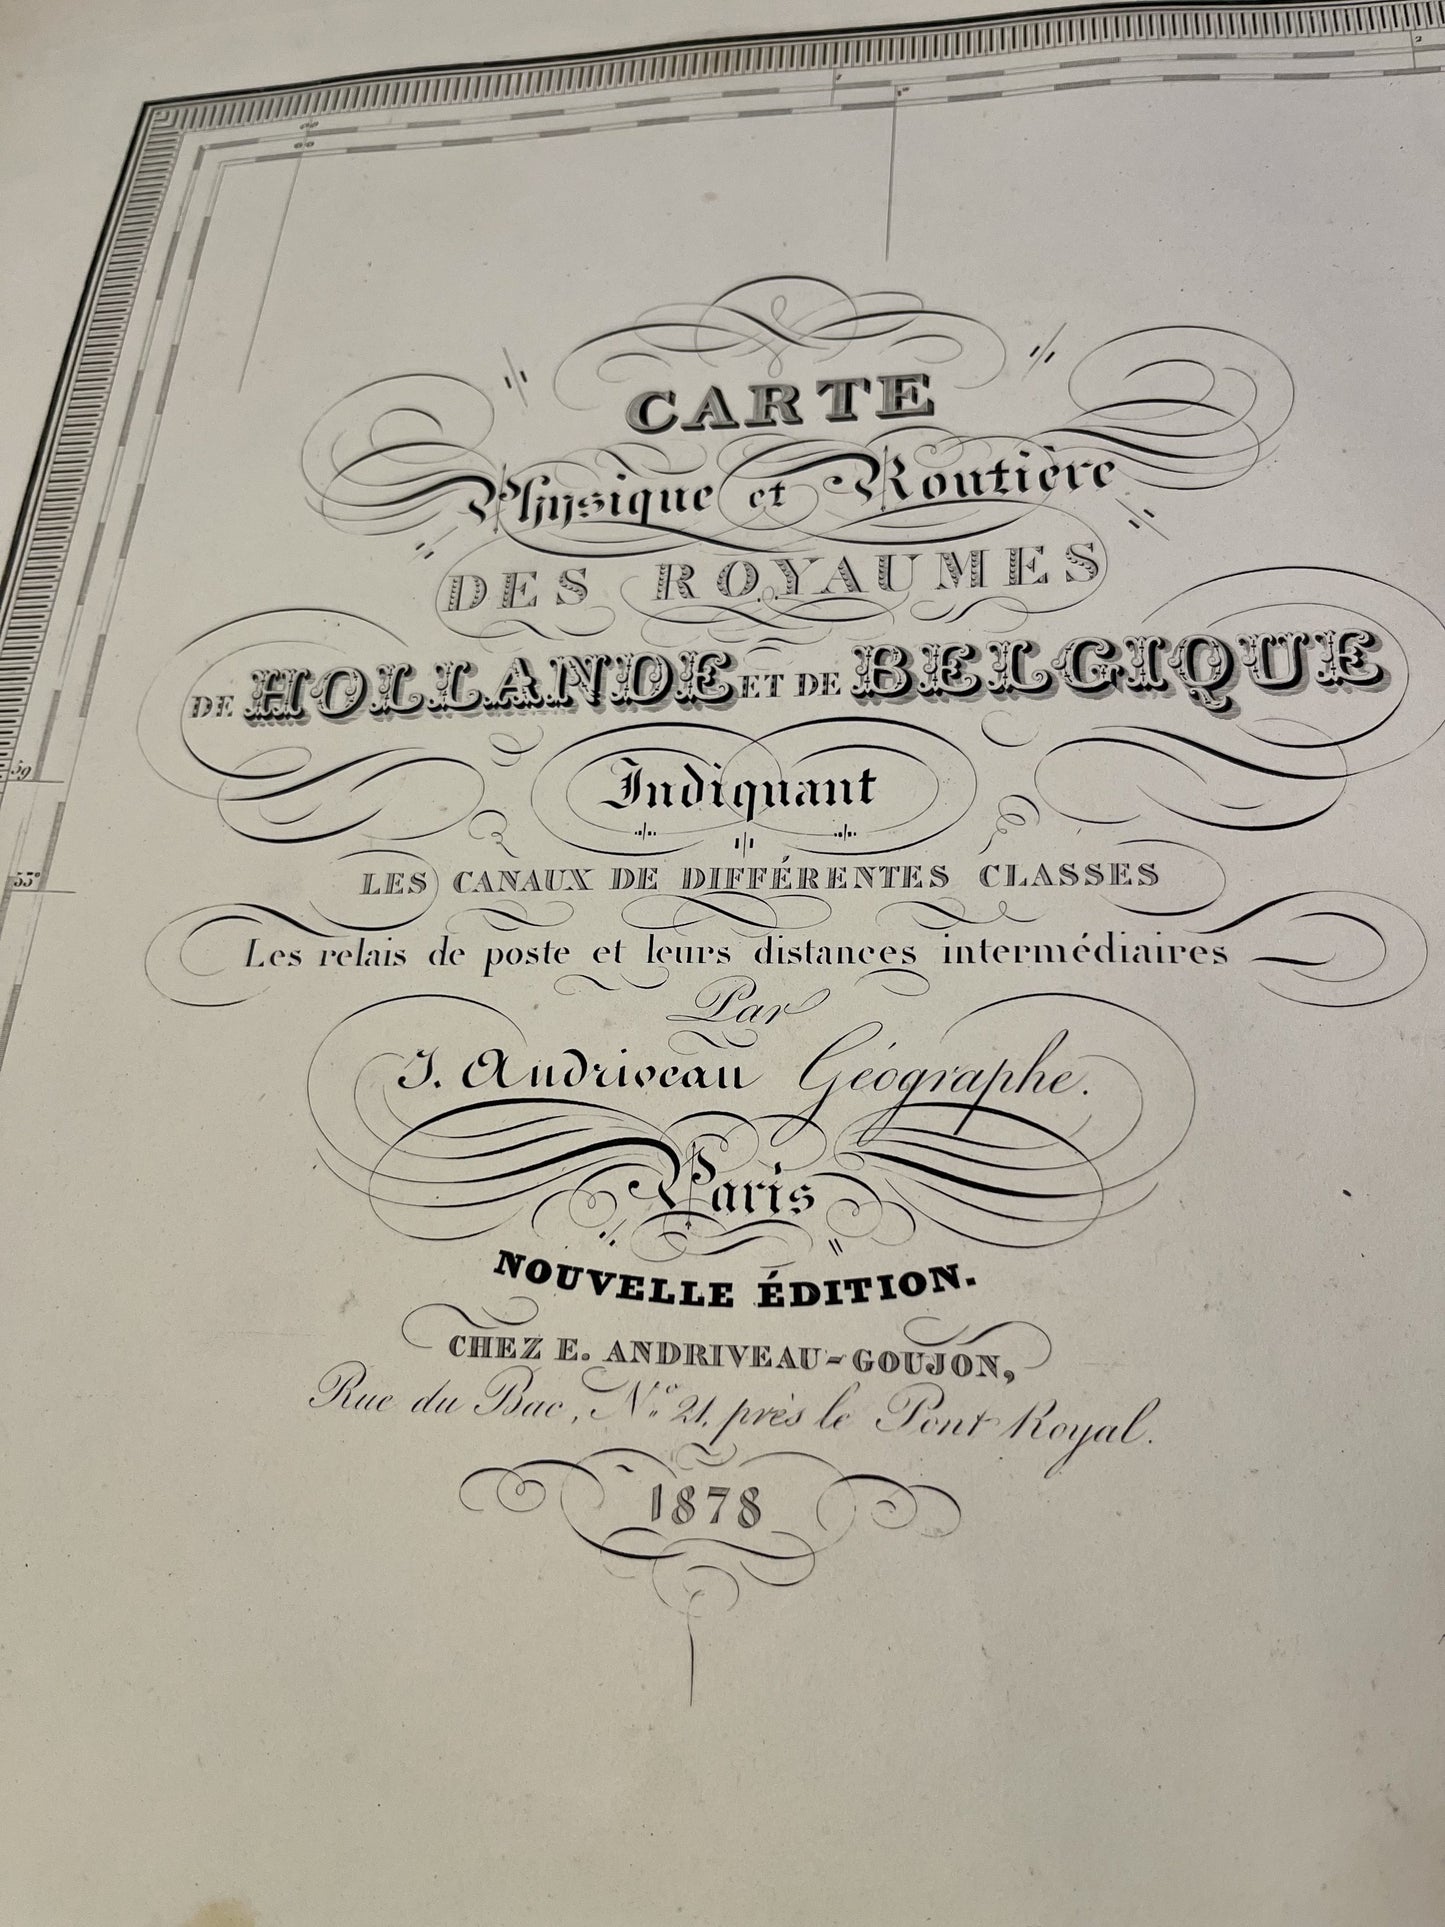 CARTE
Physique et Routière
DES ROYAUMES
DE HOLLANDE ET DE BELGIQUE
Indiquant
LES CANAUX DE DIFFÉRENTES CLASSES
Les relais de poste et leurs distances intermédiaires
Par
J. Andriveau Géographe.
Paris
NOUVELLE ÉDITION.
CHEZ E. ANDRIVEAU-GOUJON,
Rue du Bac, N.º 21, près le Pont Royal.
1878
59
53°